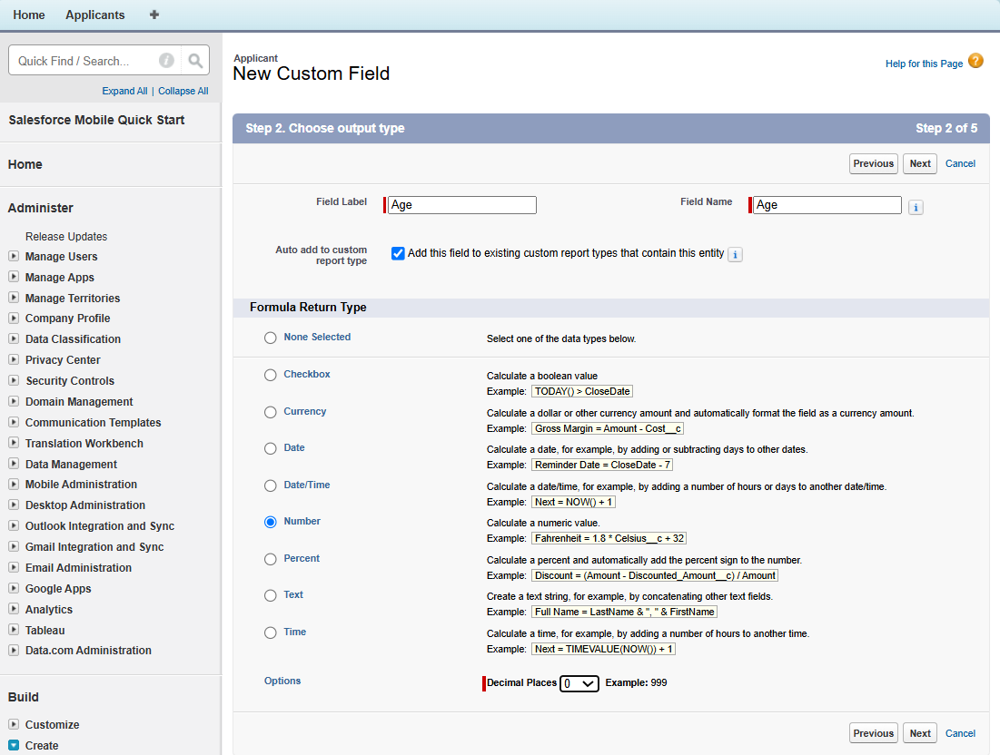 Home Applicants
Quick Find / Search...
Expand All | Collapse All
Salesforce Mobile Quick Start
Home
Administer
Release Updates
Manage Users
Manage Apps
Manage Territories
Company Profile
Data Classification
Privacy Center
Security Controls
Domain Management
Communication Templates
Translation Workbench
Data Management
Mobile Administration
Desktop Administration
Outlook Integration and Sync
Gmail Integration and Sync
Email Administration
Google Apps
Analytics
Tableau
Data.com Administration
Build
Customize
Create
Applicant
New Custom Field
Help for this Page
Step 2. Choose output type Step 2 of 5
Previous Next Cancel
Field Label Age Field Name Age
Auto add to custom report type
Add this field to existing custom report types that contain this entity
Formula Return Type
None Selected Select one of the data types below.
Checkbox Calculate a boolean value
Example: TODAY() > CloseDate
Currency Calculate a dollar or other currency amount and automatically format the field as a currency amount.
Example: Gross Margin = Amount - Cost__c
Date Calculate a date, for example, by adding or subtracting days to other dates.
Example: Reminder Date = CloseDate - 7
Date/Time Calculate a date/time, for example, by adding a number of hours or days to another date/time.
Example: Next = NOW() + 1
Number Calculate a numeric value.
Example: Fahrenheit = 1.8 * Celsius__c + 32
Percent Calculate a percent and automatically add the percent sign to the number.
Example: Discount = (Amount - Discounted_Amount__c) / Amount
Text Create a text string, for example, by concatenating other text fields.
Example: Full Name = LastName & ", " & FirstName
Time Calculate a time, for example, by adding a number of hours to another time.
Example: Next = TIMEVALUE(NOW()) + 1
Options Decimal Places 0 Example: 999
Previous Next Cancel